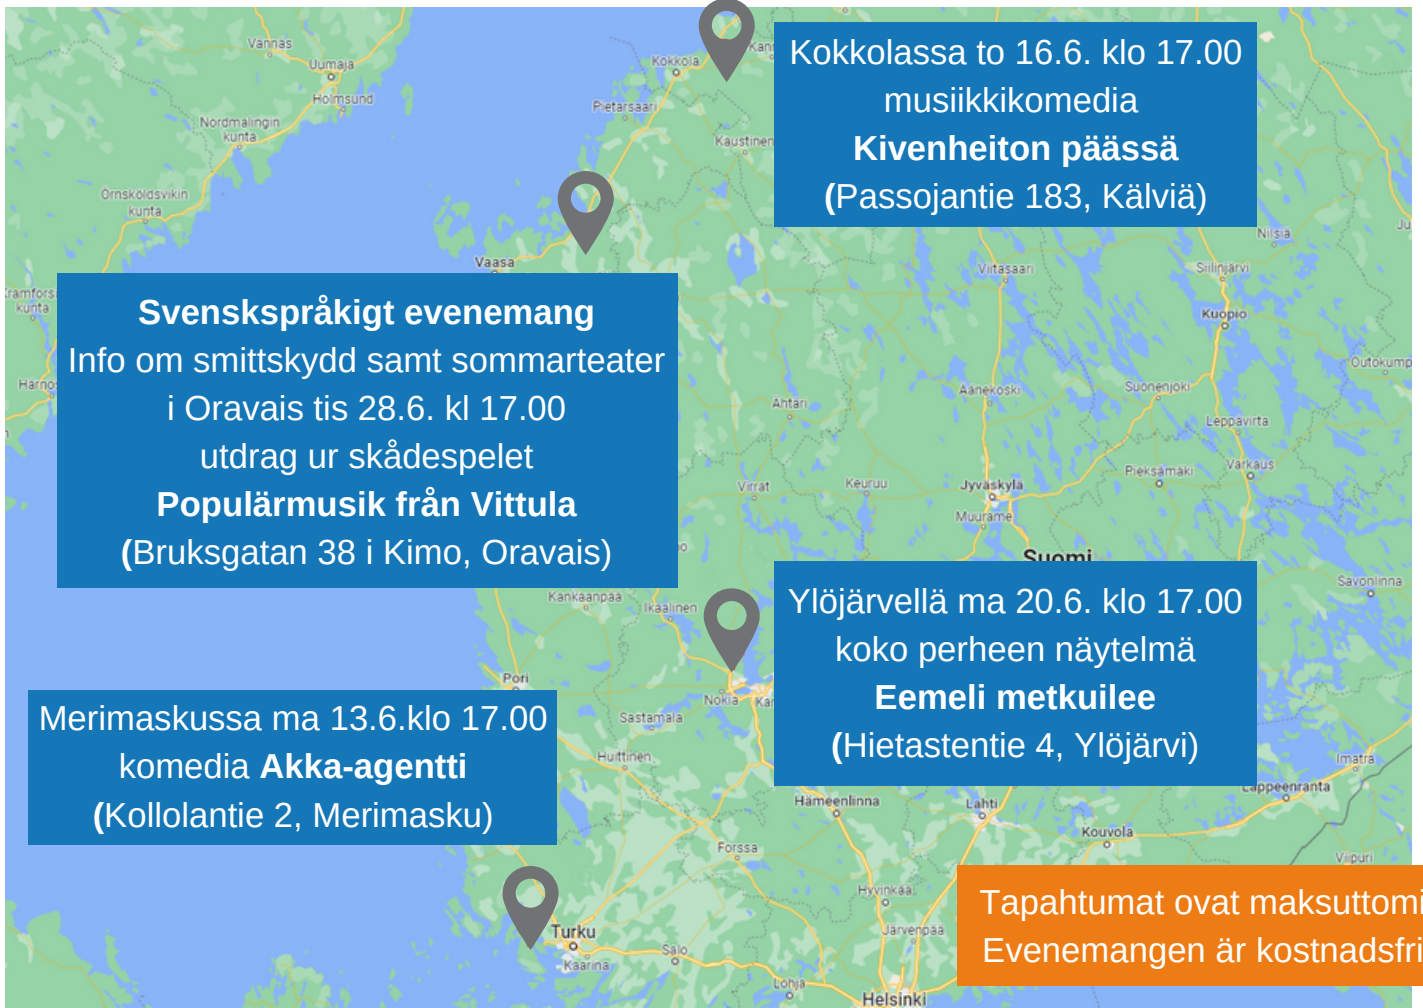 Kokkolassa to 16.6. klo 17.00
musiikkikomedia
Kivenheiton päässä
(Passojantie 183, Kälviä)
Svenskspråkigt evenemang
Info om smittskydd samt sommarteater
i Oravais tis 28.6. kl 17.00
utdrag ur skådespelet
Populärmusik från Vittula
(Bruksgatan 38 i Kimo, Oravais)
Ylöjärvellä ma 20.6. klo 17.00
koko perheen näytelmä
Eemeli metkuilee
(Hietastentie 4, Ylöjärvi)
Merimaskussa ma 13.6.klo 17.00
komedia Akka-agentti
(Kollolantie 2, Merimasku)
Tapahtumat ovat maksuttomi
Evenemangen är kostnadsfri
Vännäs
Uumaja
Holmsund
Nordmalingin
kunta
Örnsköldsvikin
kunta
Kramfors
kunta
Kokkola
Pietarsaari
Kaustinen
Vaasa
Nilsiä
Viitasaari
Siilinjärvi
Kuopio
Outokump
Äänekoski
Suonenjoki
Ähtäri
Leppävirta
Virrat
Keuruu
Jyväskylä
Pieksämäki
Varkaus
Muurame
Suomi
Savonlinna
Kankaanpää
Ikaalinen
Pori
Nokia
Sastamala
Huittinen
Imatra
Lappeenranta
Hämeenlinna
Lahti
Kouvola
Forssa
Viipuri
Hyvinkää
Järvenpää
Turku
Kaarina
Salo
Lohja
Helsinki